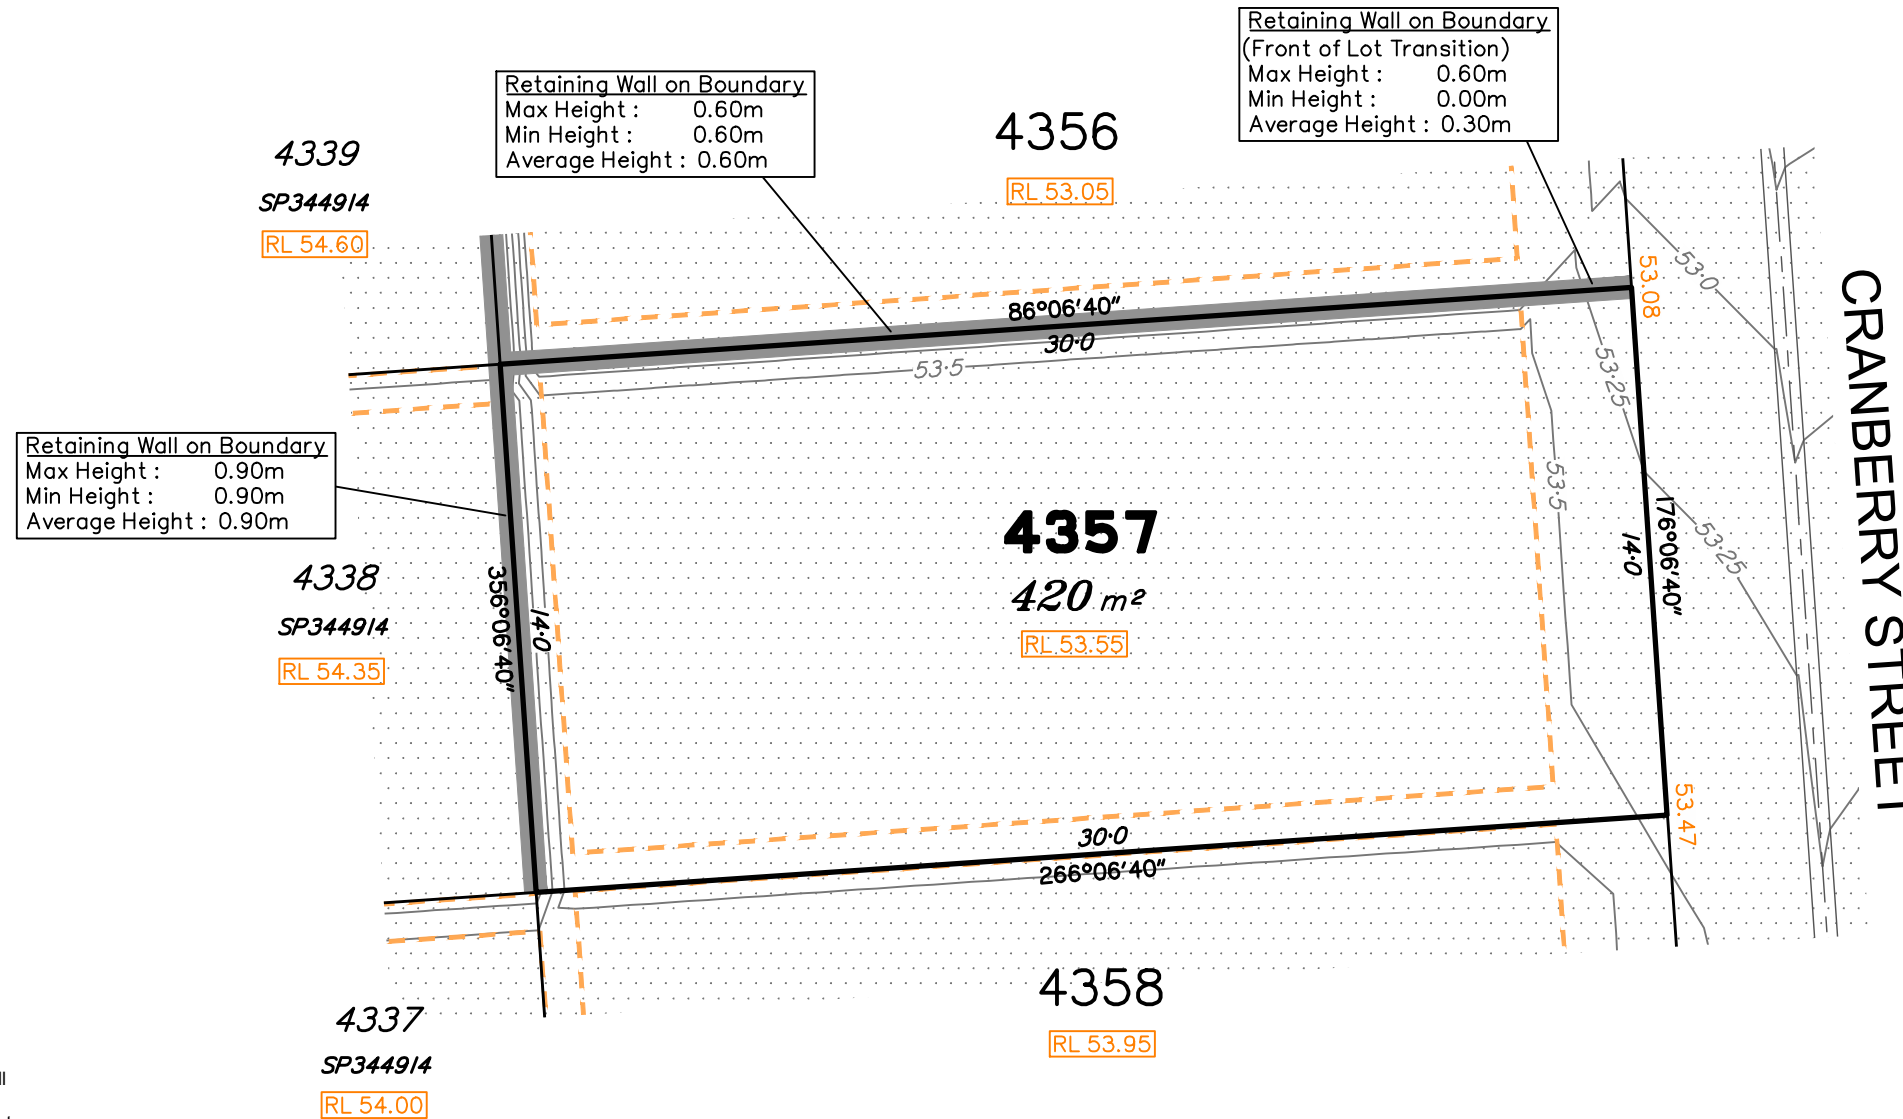 Retaining Wall on Boundary
(Front of Lot Transition)
Max Height : 0.60m
Min Height : 0.00m
Average Height : 0.30m
Retaining Wall on Boundary
Max Height : 0.60m
Min Height : 0.60m
Average Height : 0.60m
4356
RL 53.05
4339
SP344914
RL 54.60
53·0
53.08
CRANBERRY STREET
86°06'40"
30·0
53·5
53·25
Retaining Wall on Boundary
Max Height : 0.90m
Min Height : 0.90m
Average Height : 0.90m
53·5
4357
420 m²
RL 53.55
176°06'40"
14·0
53·25
4338
SP344914
RL 54.35
356°06'40"
14·0
53.47
30·0
266°06'40"
4358
RL 53.95
4337
SP344914
RL 54.00